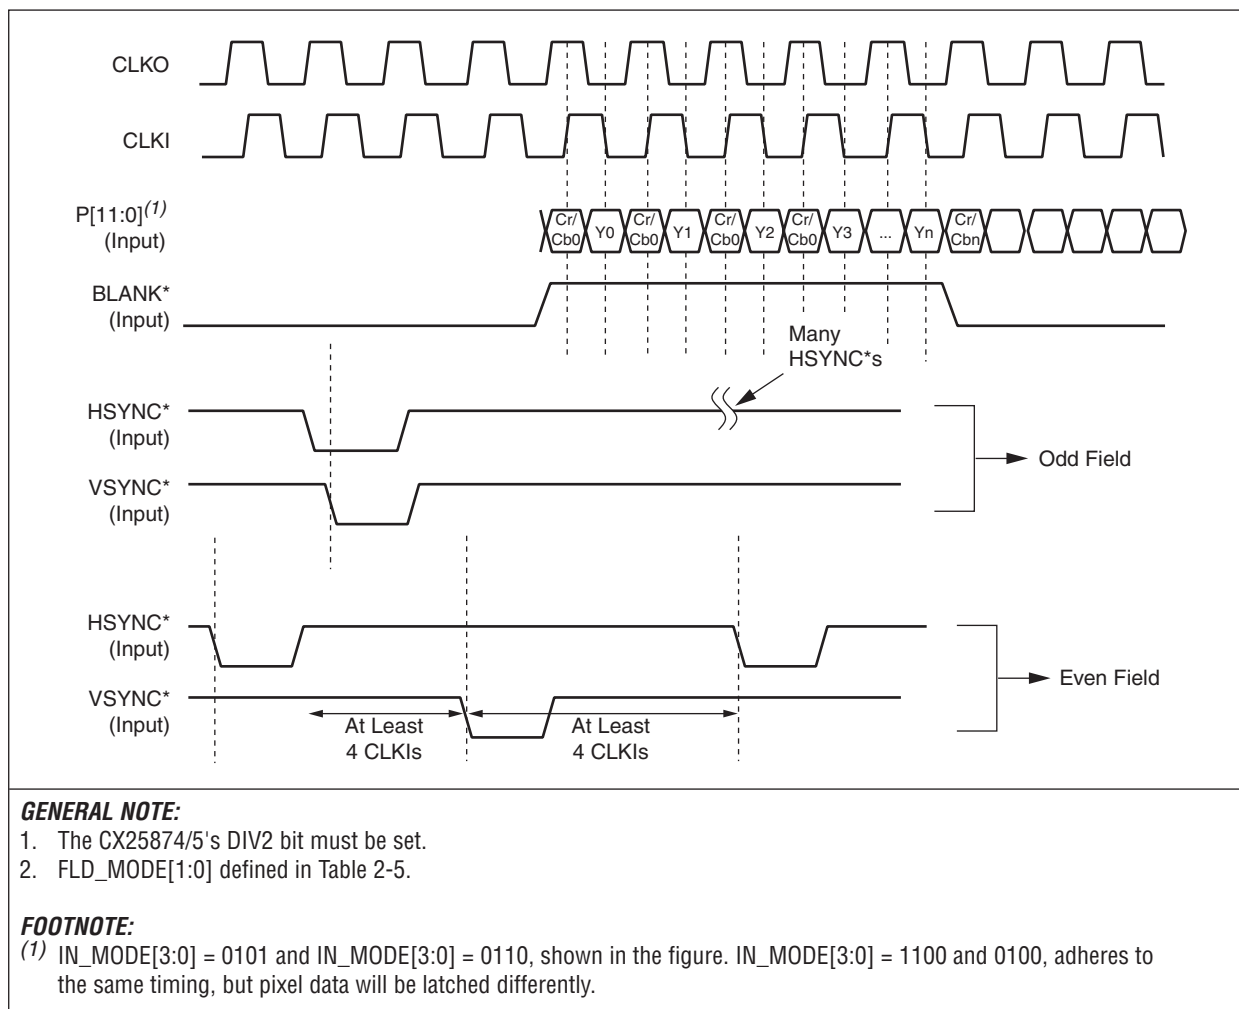 CLKO
CLKI
P[11:0](1)
(Input)
Cr/
Cb0
Y0
Cr/
Cb0
Y1
Cr/
Cb0
Y2
Cr/
Cb0
Y3
...
Yn
Cr/
Cbn
BLANK*
(Input)
Many
HSYNC*s
HSYNC*
(Input)
VSYNC*
(Input)
Odd Field
HSYNC*
(Input)
VSYNC*
(Input)
At Least
4 CLKIs
At Least
4 CLKIs
Even Field
GENERAL NOTE:
1. The CX25874/5's DIV2 bit must be set.
2. FLD_MODE[1:0] defined in Table 2-5.
FOOTNOTE:
(1) IN_MODE[3:0] = 0101 and IN_MODE[3:0] = 0110, shown in the figure. IN_MODE[3:0] = 1100 and 0100, adheres to
the same timing, but pixel data will be latched differently.